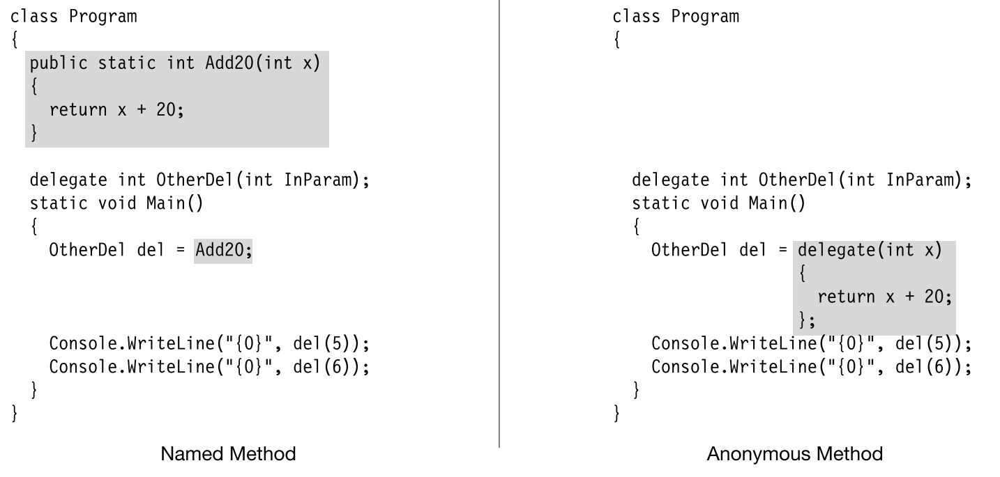 class Program
{
  public static int Add20(int x)
  {
    return x + 20;
  }

  delegate int OtherDel(int InParam);
  static void Main()
  {
    OtherDel del = Add20;

    Console.WriteLine("{0}", del(5));
    Console.WriteLine("{0}", del(6));
  }
}
Named Method

class Program
{
  delegate int OtherDel(int InParam);
  static void Main()
  {
    OtherDel del = delegate(int x)
                   {
                     return x + 20;
                   };
    Console.WriteLine("{0}", del(5));
    Console.WriteLine("{0}", del(6));
  }
}
Anonymous Method